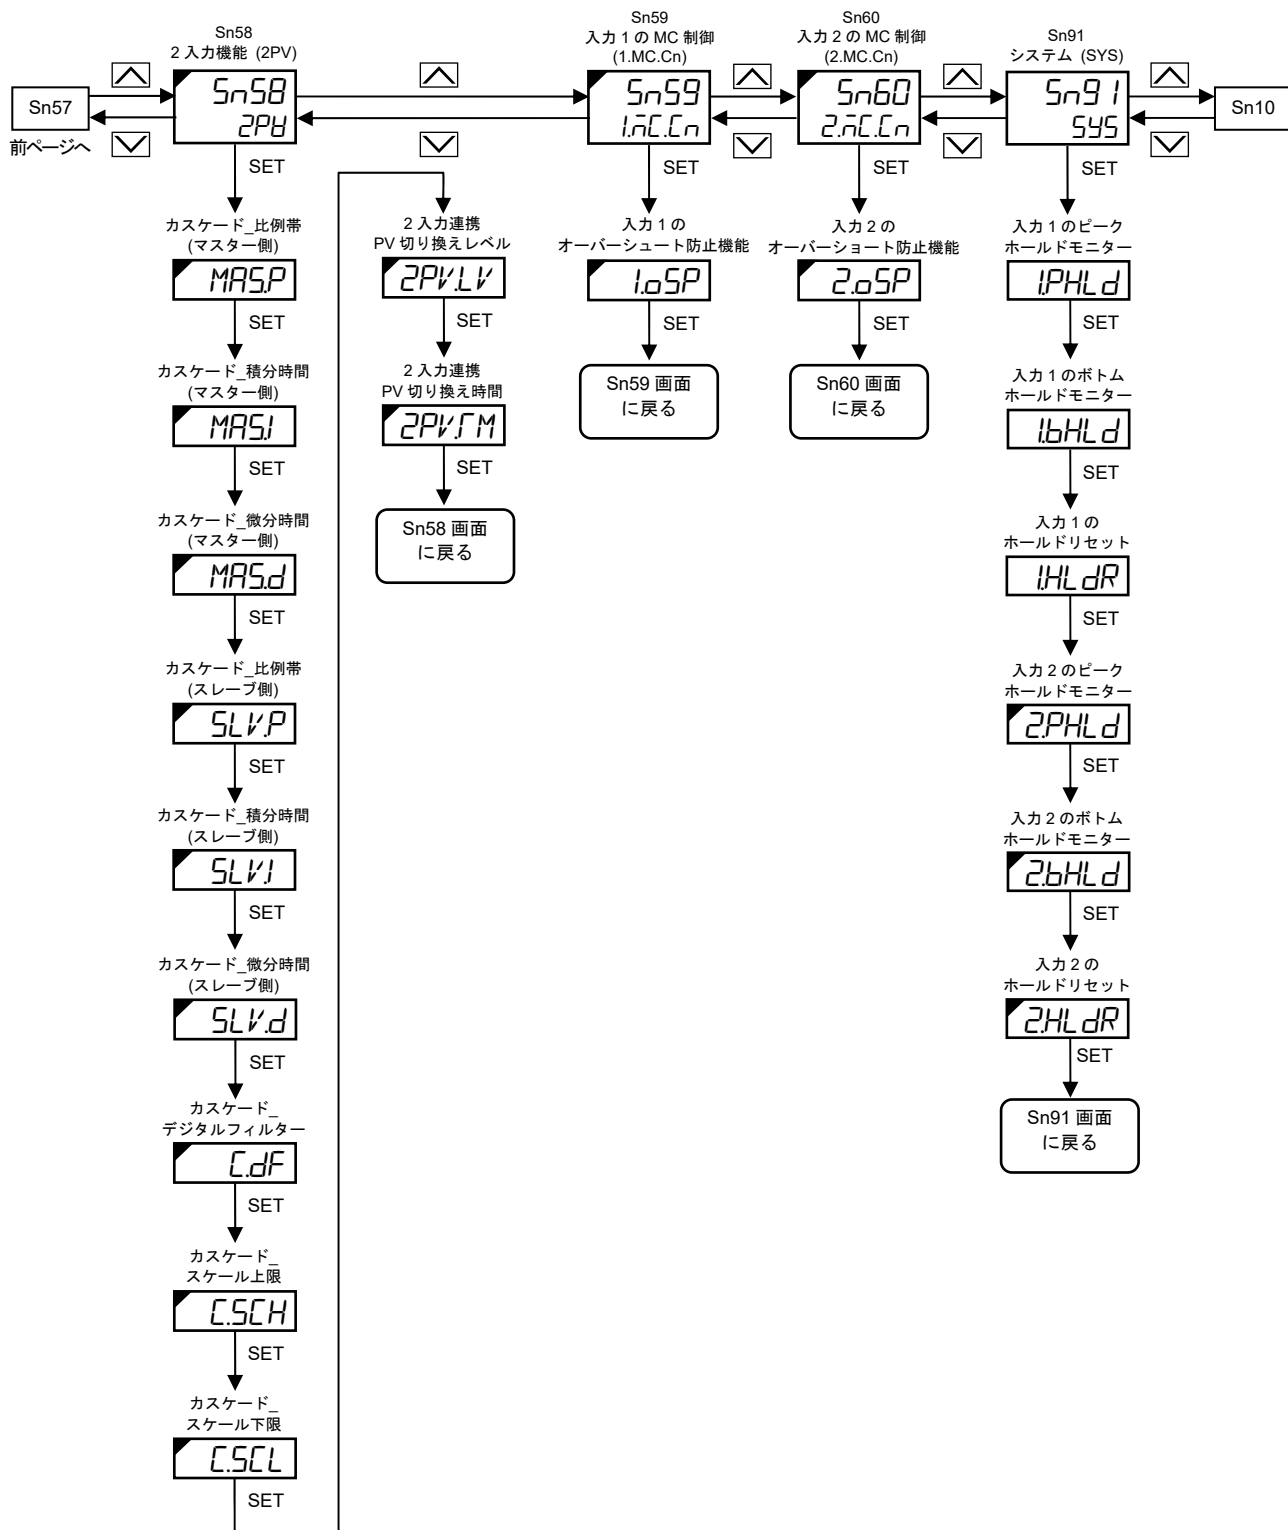 Sn58
2 入力機能 (2PV)
Sn59
入力 1 の MC 制御
(1.MC.Cn)
Sn60
入力 2 の MC 制御
(2.MC.Cn)
Sn91
システム (SYS)
Sn57
前ページへ
Sn58
2PV
Sn59
1.MC.Cn
Sn60
2.MC.Cn
Sn91
SYS
Sn10
SET
SET
SET
SET
カスケード_比例帯
(マスター側)
MAS.P
SET
カスケード_積分時間
(マスター側)
MAS.I
SET
カスケード_微分時間
(マスター側)
MAS.d
SET
カスケード_比例帯
(スレーブ側)
SLV.P
SET
カスケード_積分時間
(スレーブ側)
SLV.I
SET
カスケード_微分時間
(スレーブ側)
SLV.d
SET
カスケード_
デジタルフィルター
C.dF
SET
カスケード_
スケール上限
C.SCH
SET
カスケード_
スケール下限
C.SCL
SET
2 入力連携
PV 切り換えレベル
2PV.LV
SET
2 入力連携
PV 切り換え時間
2PV.TM
SET
Sn58 画面
に戻る
入力 1 の
オーバーシュート防止機能
1.oSP
SET
Sn59 画面
に戻る
入力 2 の
オーバーショート防止機能
2.oSP
SET
Sn60 画面
に戻る
入力 1 のピーク
ホールドモニター
1.PHLd
SET
入力 1 のボトム
ホールドモニター
1.bHLd
SET
入力 1 の
ホールドリセット
1.HLdR
SET
入力 2 のピーク
ホールドモニター
2.PHLd
SET
入力 2 のボトム
ホールドモニター
2.bHLd
SET
入力 2 の
ホールドリセット
2.HLdR
SET
Sn91 画面
に戻る